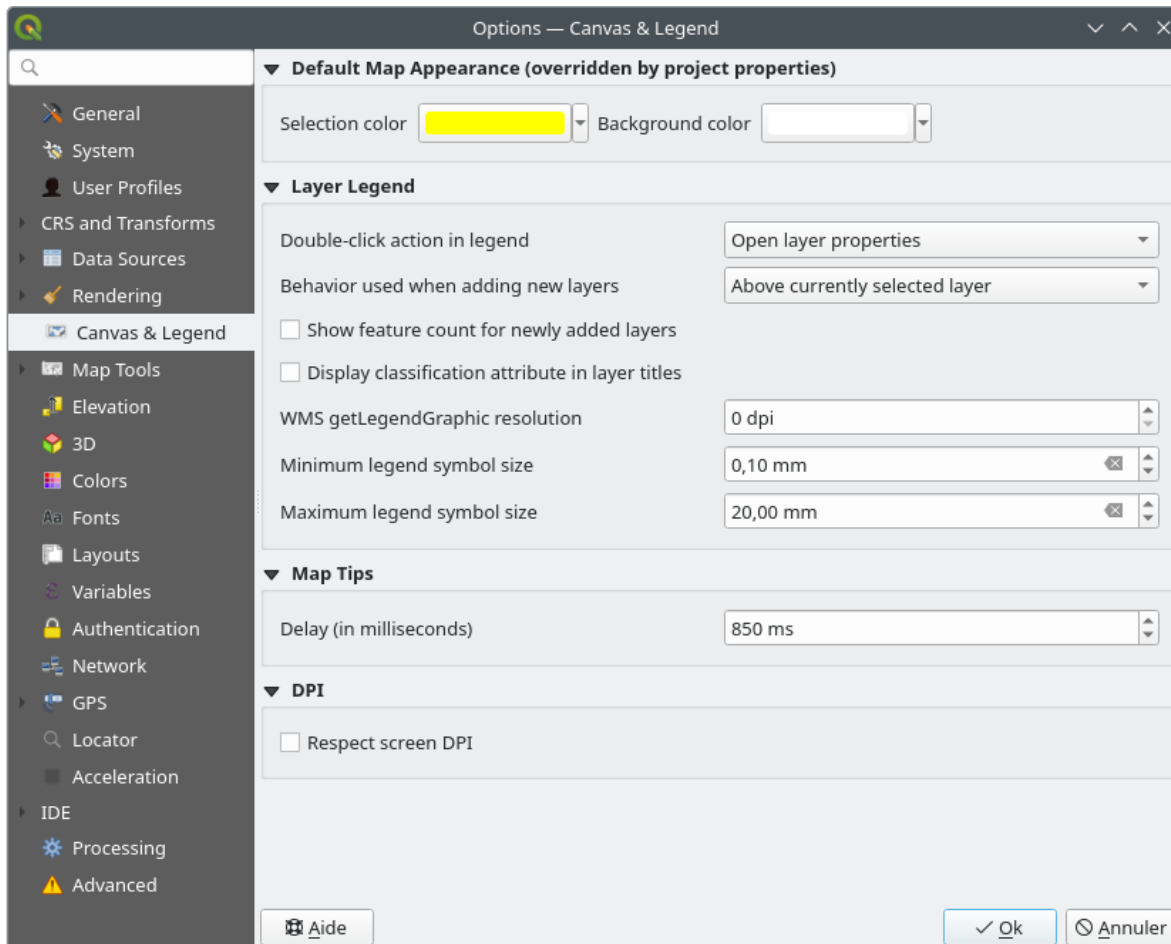 Options — Canvas & Legend
General
System
User Profiles
CRS and Transforms
Data Sources
Rendering
Canvas & Legend
Map Tools
Elevation
3D
Colors
Fonts
Layouts
Variables
Authentication
Network
GPS
Locator
Acceleration
IDE
Processing
Advanced
Default Map Appearance (overridden by project properties)
Selection color Background color
Layer Legend
Double-click action in legend Open layer properties
Behavior used when adding new layers Above currently selected layer
Show feature count for newly added layers
Display classification attribute in layer titles
WMS getLegendGraphic resolution 0 dpi
Minimum legend symbol size 0,10 mm
Maximum legend symbol size 20,00 mm
Map Tips
Delay (in milliseconds) 850 ms
DPI
Respect screen DPI
Aide Ok Annuler